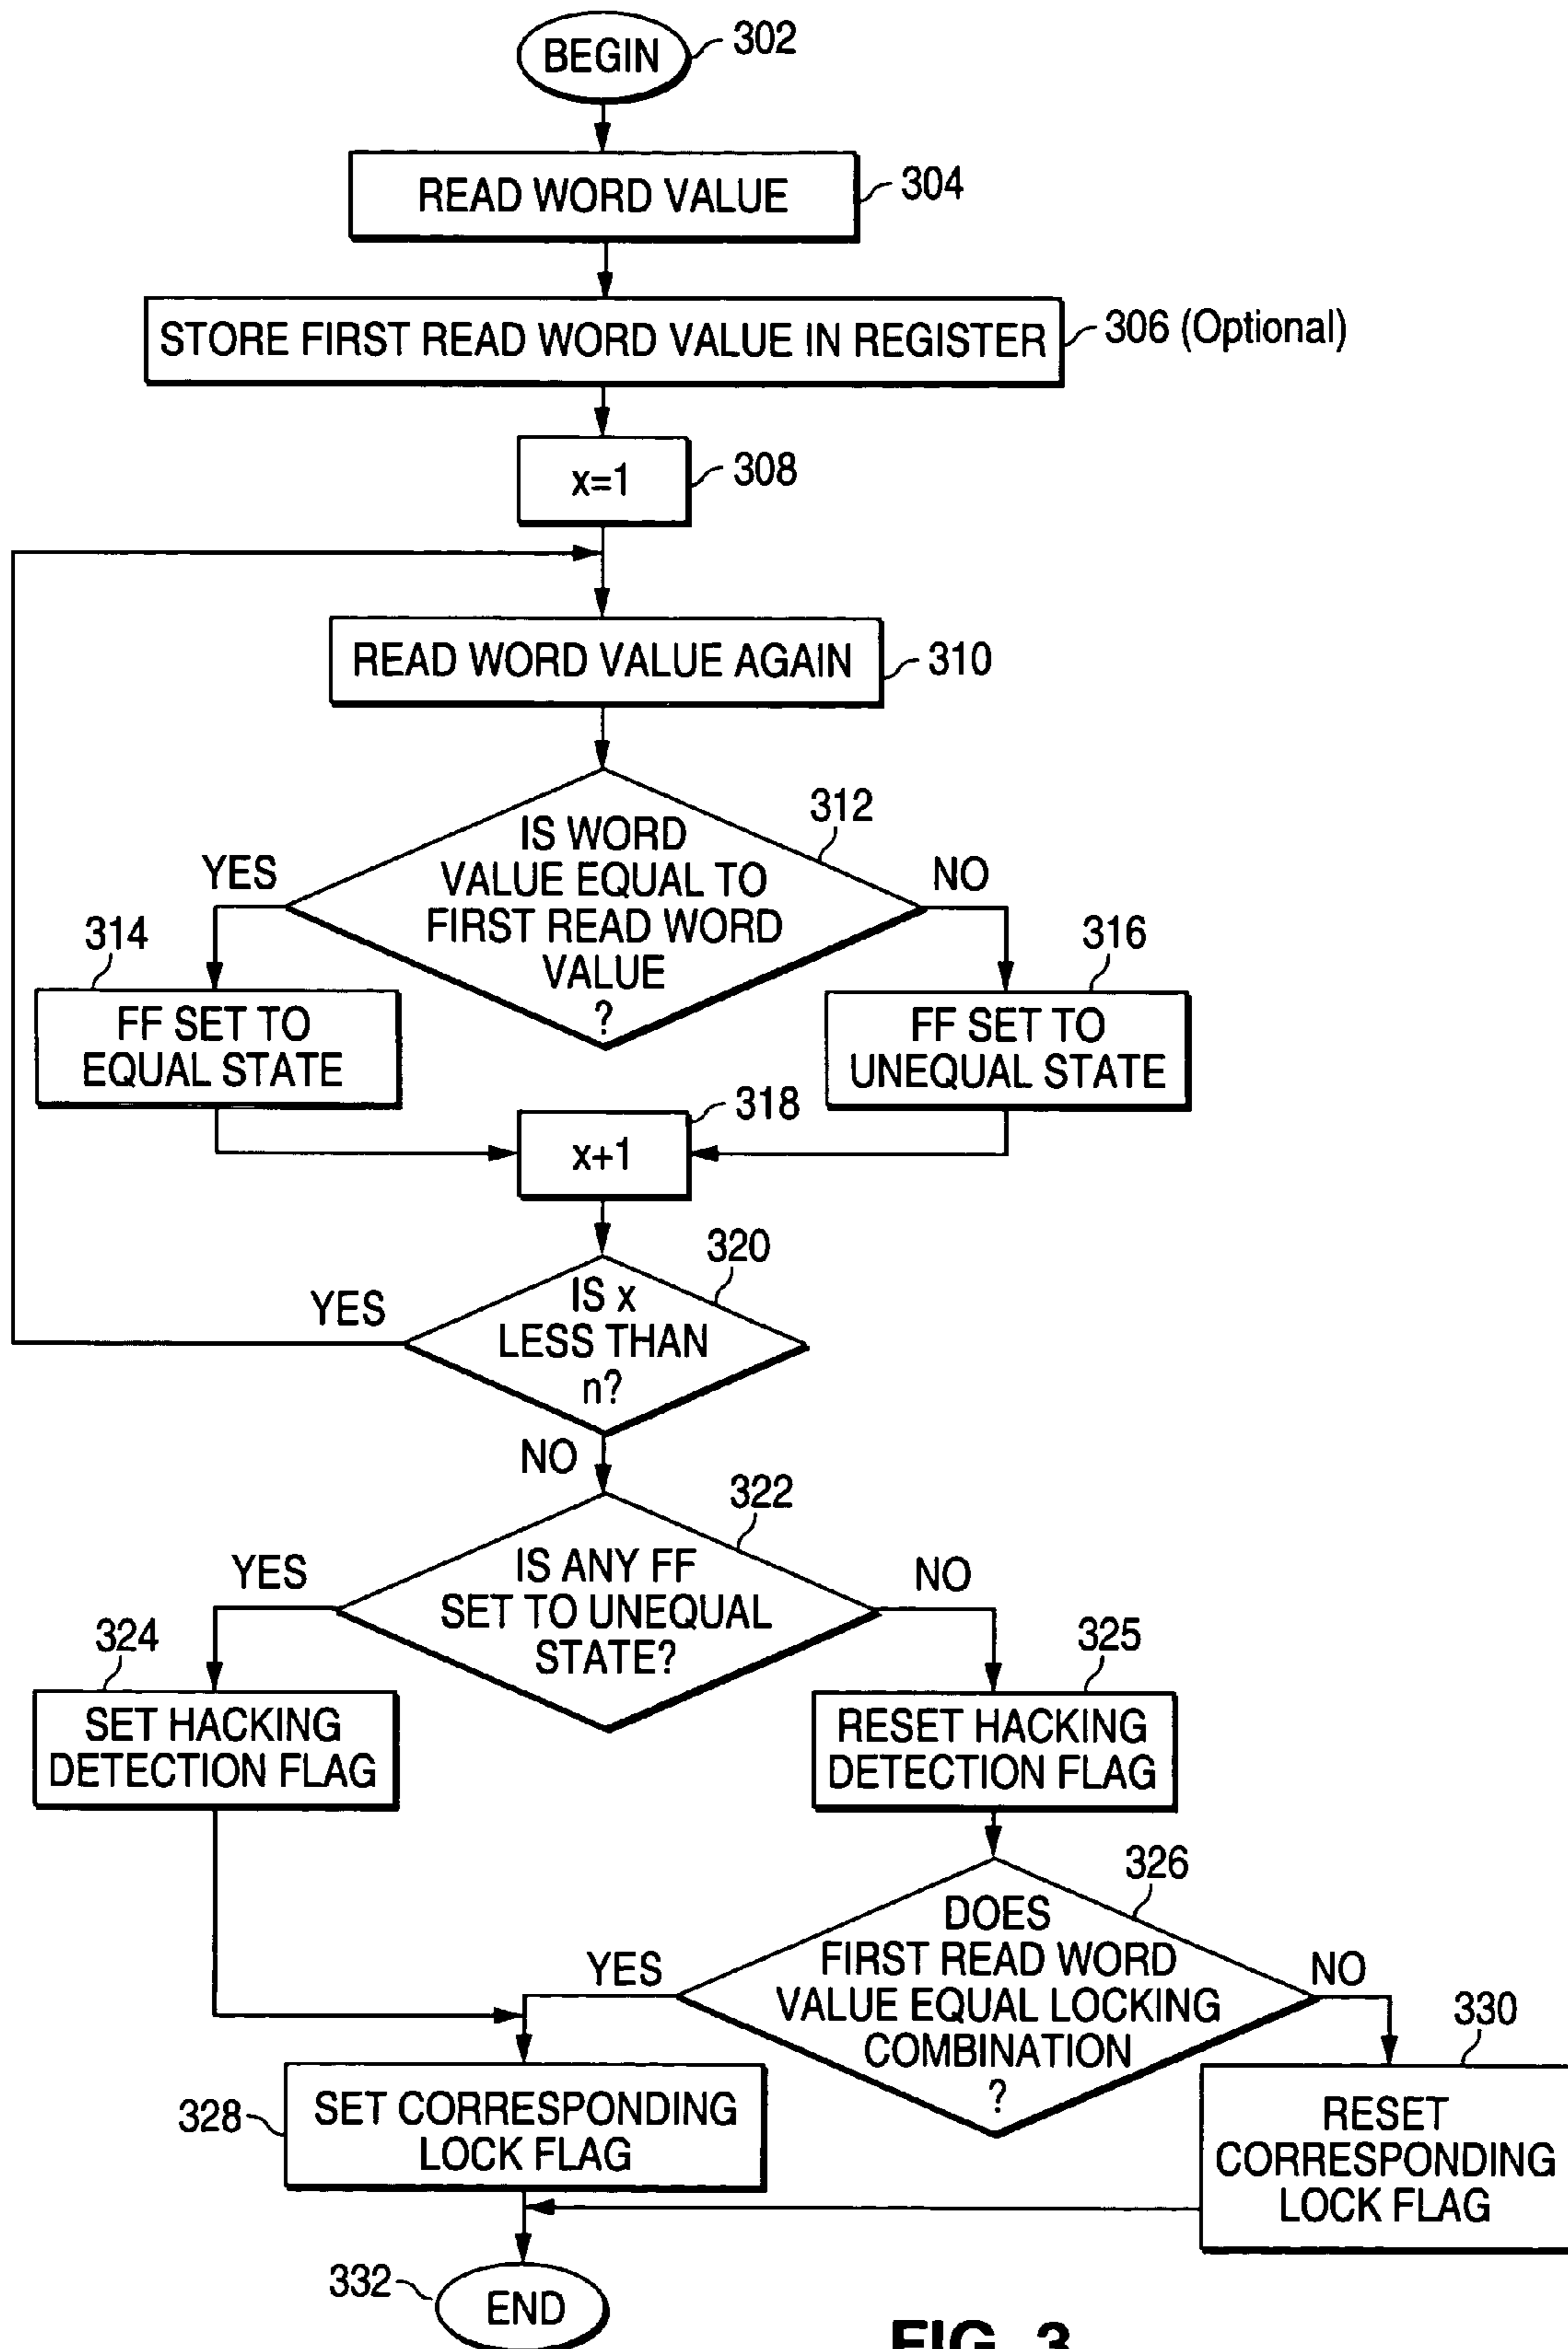 BEGIN
302
READ WORD VALUE
304
STORE FIRST READ WORD VALUE IN REGISTER
306 (Optional)
x=1
308
READ WORD VALUE AGAIN
310
IS WORD
VALUE EQUAL TO
FIRST READ WORD
VALUE
?
312
YES
NO
314
FF SET TO
EQUAL STATE
316
FF SET TO
UNEQUAL STATE
318
x+1
320
IS x
LESS THAN
n?
YES
NO
322
IS ANY FF
SET TO UNEQUAL
STATE?
YES
NO
324
SET HACKING
DETECTION FLAG
325
RESET HACKING
DETECTION FLAG
326
DOES
FIRST READ WORD
VALUE EQUAL LOCKING
COMBINATION
?
YES
NO
328
SET CORRESPONDING
LOCK FLAG
330
RESET
CORRESPONDING
LOCK FLAG
332
END
FIG. 3